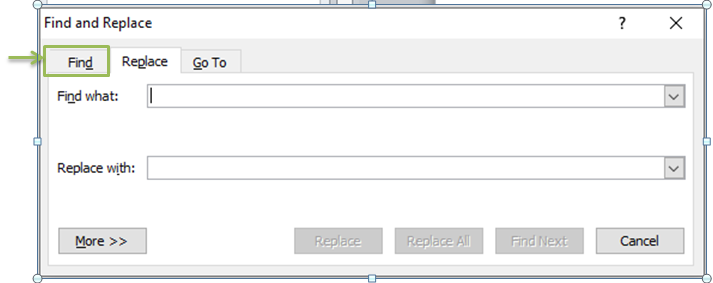 Find and Replace ?
Find Replace Go To
Find what:
Replace with:
More >> Replace Replace All Find Next Cancel